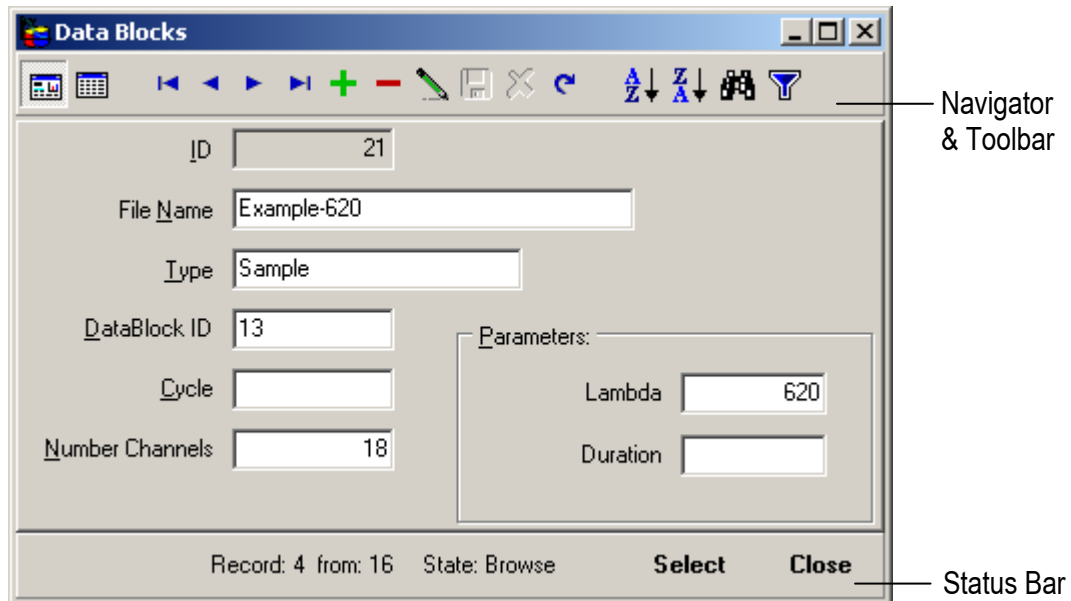 Data Blocks
Navigator
& Toolbar
ID 21
File Name Example-620
Type Sample
DataBlock ID 13
Parameters:
Cycle
Lambda 620
Number Channels 18
Duration
Record: 4 from: 16 State: Browse Select Close
Status Bar